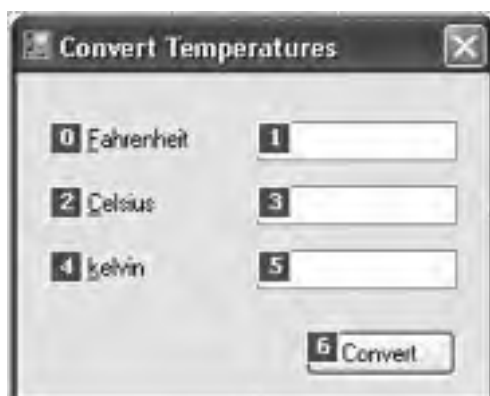 Convert Temperatures
0 Fahrenheit 1
2 Celsius 3
4 kelvin 5
6 Convert